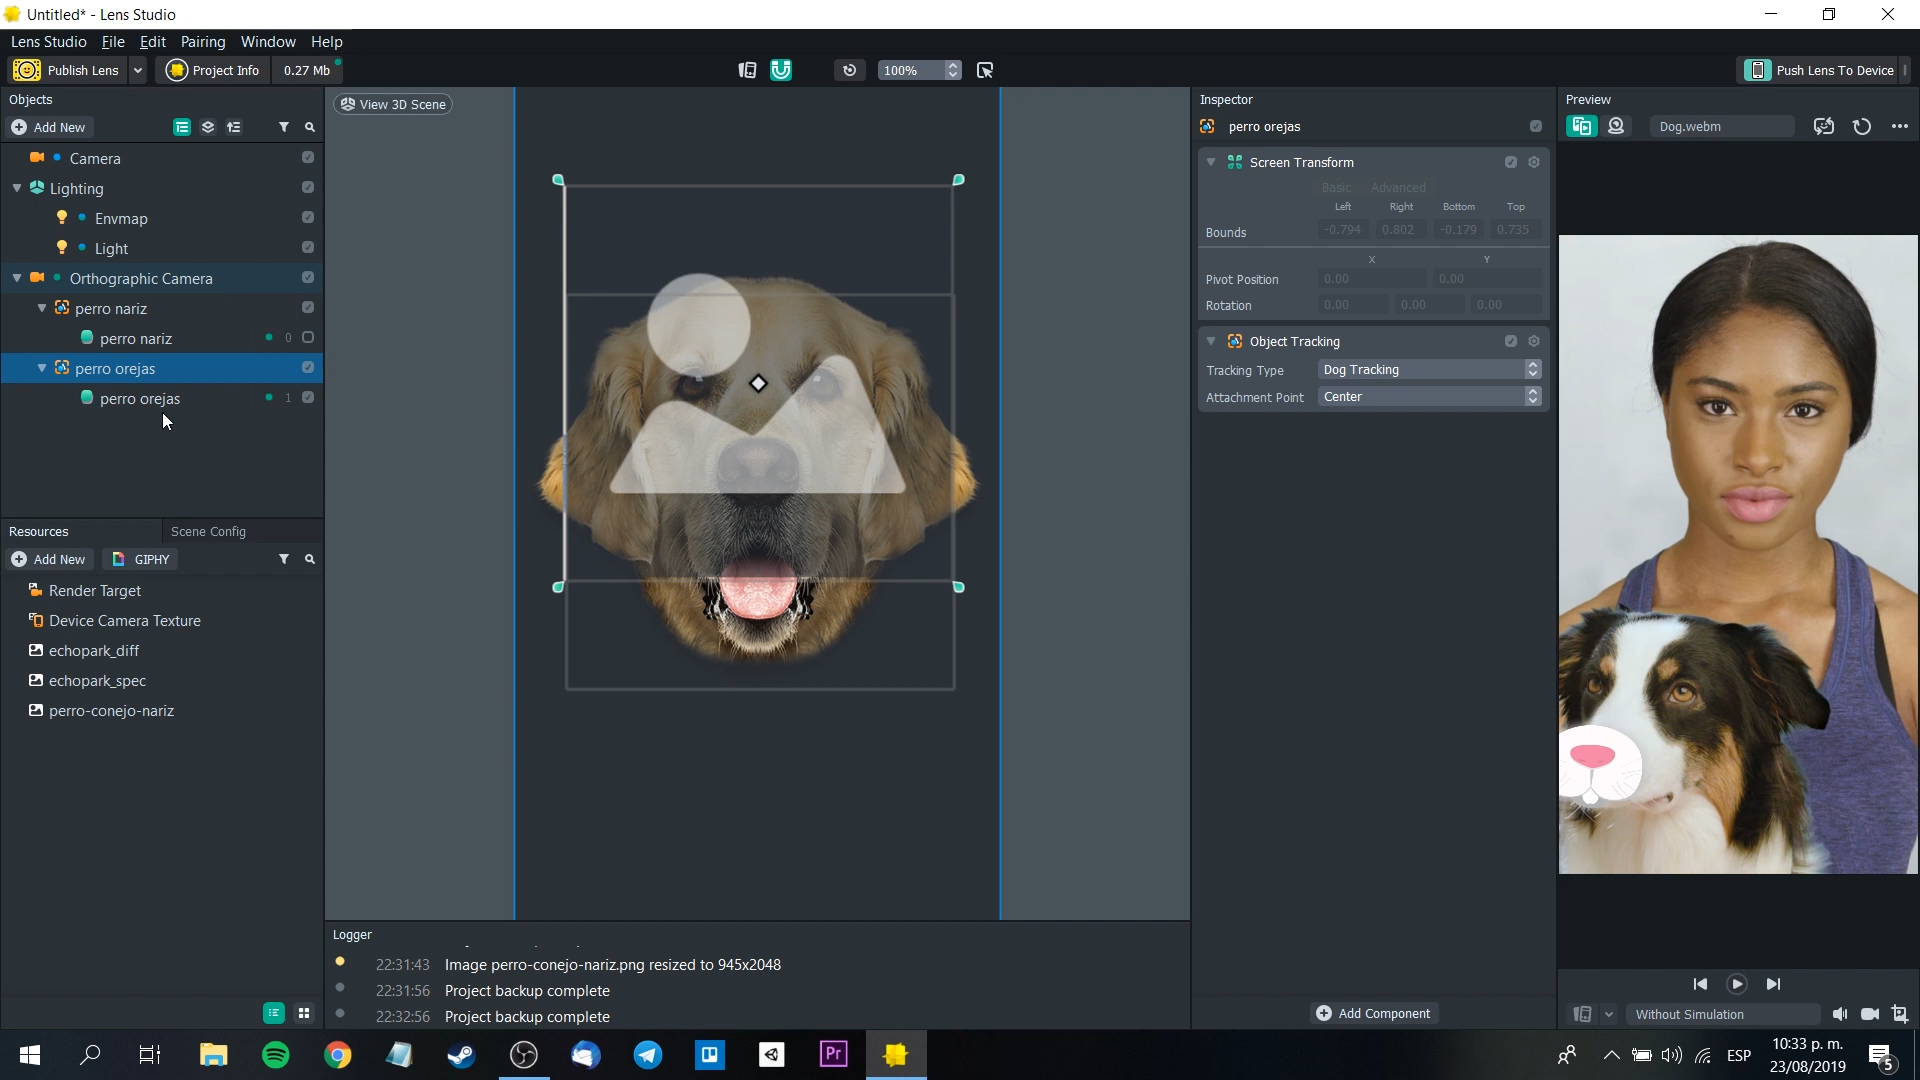 Untitled* - Lens Studio
Lens Studio File Edit Pairing Window Help
Publish Lens Project Info 0.27 Mb 100% Push Lens To Device
Objects
Add New
Camera
Lighting
Envmap
Light
Orthographic Camera
perro nariz
perro nariz 0
perro orejas
perro orejas 1
Resources Scene Config
Add New GIPHY
Render Target
Device Camera Texture
echopark_diff
echopark_spec
perro-conejo-nariz
View 3D Scene
Logger
22:31:43 Image perro-conejo-nariz.png resized to 945x2048
22:31:56 Project backup complete
22:32:56 Project backup complete
Inspector
perro orejas
Screen Transform
Basic Advanced
Left Right Bottom Top
Bounds -0.794 0.802 -0.179 0.735
X Y
Pivot Position 0.00 0.00
Rotation 0.00 0.00 0.00
Object Tracking
Tracking Type Dog Tracking
Attachment Point Center
Add Component
Preview
Dog.webm
Without Simulation
Pr
ESP
10:33 p. m.
23/08/2019
5